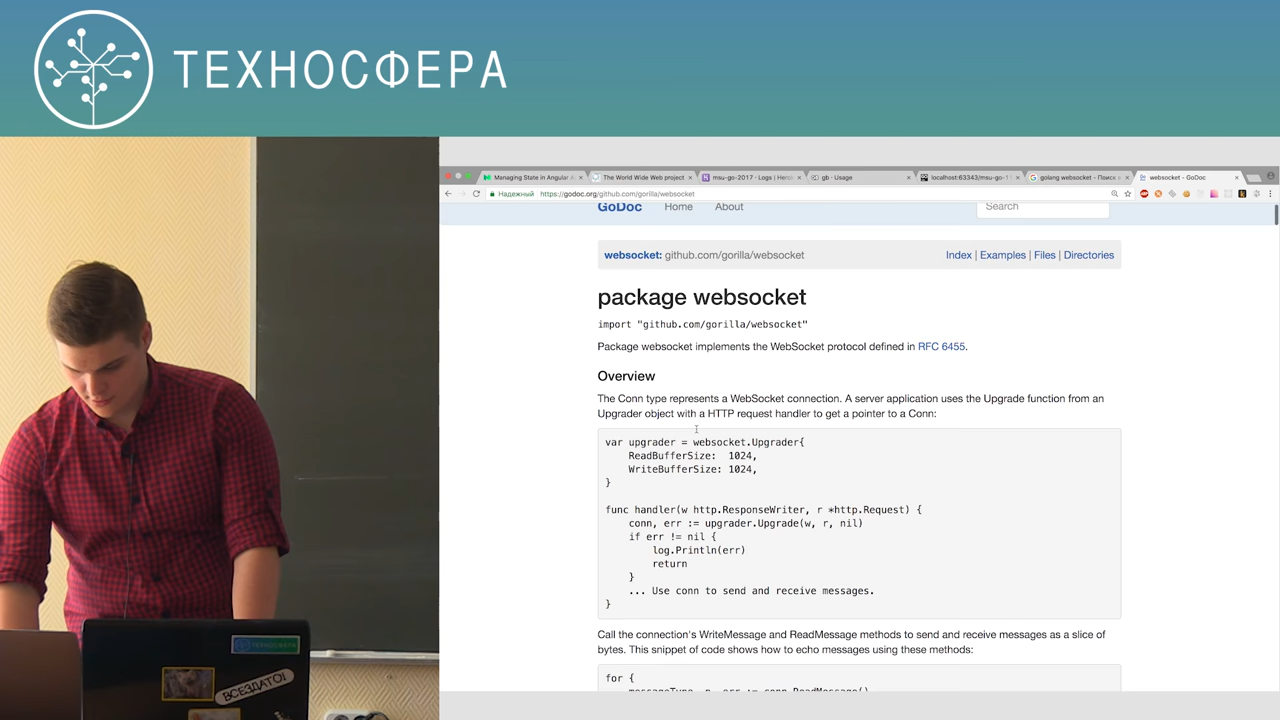 ТЕХНОСФЕРА
Managing State in Angular
The World Wide Web project
msu-go-2017 · Logs | Hero
gb · Usage
localhost:63343/msu-go-1
golang websocket - Поиск
websocket - GoDoc
Надежный https://godoc.org/github.com/gorilla/websocket
GoDoc Home About Search
websocket: github.com/gorilla/websocket Index | Examples | Files | Directories
package websocket
import "github.com/gorilla/websocket"
Package websocket implements the WebSocket protocol defined in RFC 6455.
Overview
The Conn type represents a WebSocket connection. A server application uses the Upgrade function from an
Upgrader object with a HTTP request handler to get a pointer to a Conn:
var upgrader = websocket.Upgrader{
    ReadBufferSize:  1024,
    WriteBufferSize: 1024,
}
func handler(w http.ResponseWriter, r *http.Request) {
    conn, err := upgrader.Upgrade(w, r, nil)
    if err != nil {
        log.Println(err)
        return
    }
    ... Use conn to send and receive messages.
}
Call the connection's WriteMessage and ReadMessage methods to send and receive messages as a slice of
bytes. This snippet of code shows how to echo messages using these methods:
for {
    messageType, p, err := conn.ReadMessage()
ТЕХНОСФЕРА
ВСЕЗДАТО!